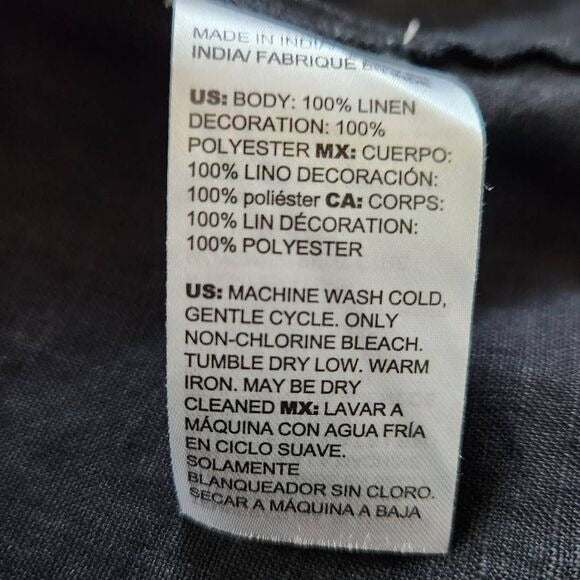 MADE IN INDIA
INDIA/ FABRIQUE
US: BODY: 100% LINEN
DECORATION: 100%
POLYESTER MX: CUERPO:
100% LINO DECORACIÓN:
100% poliéster CA: CORPS:
100% LIN DÉCORATION:
100% POLYESTER
US: MACHINE WASH COLD,
GENTLE CYCLE. ONLY
NON-CHLORINE BLEACH.
TUMBLE DRY LOW. WARM
IRON. MAY BE DRY
CLEANED MX: LAVAR A
MÁQUINA CON AGUA FRÍA
EN CICLO SUAVE.
SOLAMENTE
BLANQUEADOR SIN CLORO.
SECAR A MÁQUINA A BAJA